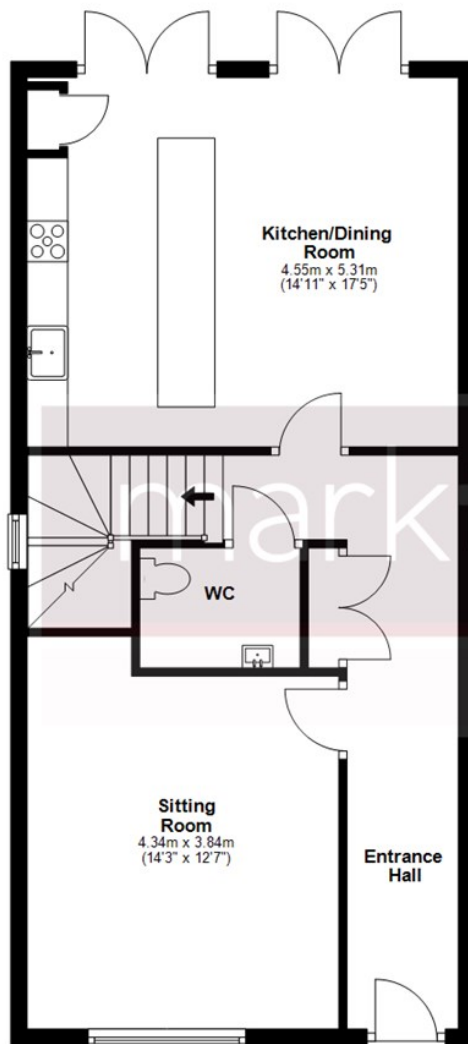 Kitchen/Dining
Room
4.55m x 5.31m
(14'11" x 17'5")
mark
WC
Sitting
Room
4.34m x 3.84m
(14'3" x 12'7")
Entrance
Hall